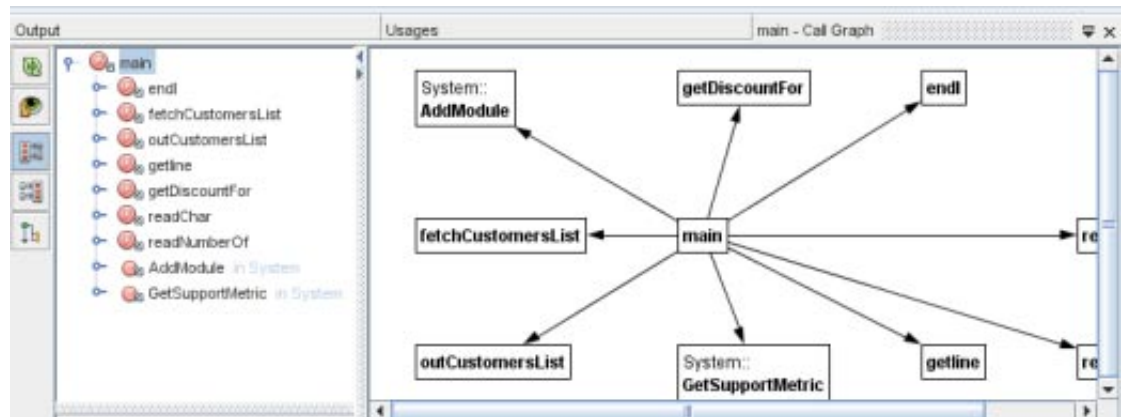 Output
Usages
main - Call Graph
main
endl
fetchCustomersList
outCustomersList
getline
getDiscountFor
readChar
readNumberOf
AddModule in System
GetSupportMetric in System
System::
AddModule
getDiscountFor
endl
fetchCustomersList
main
re
outCustomersList
System::
GetSupportMetric
getline
re